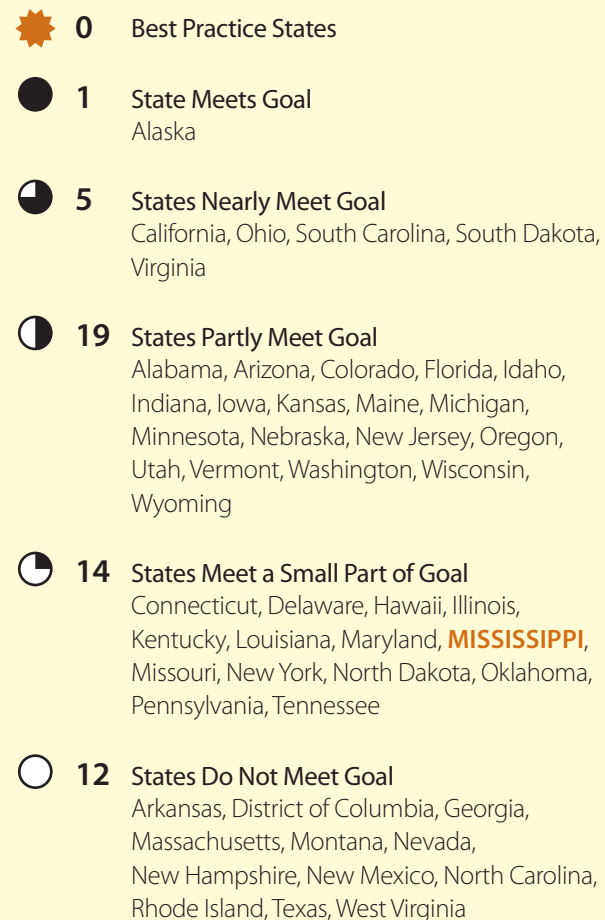 0 Best Practice States
1 State Meets Goal
Alaska
5 States Nearly Meet Goal
California, Ohio, South Carolina, South Dakota,
Virginia
19 States Partly Meet Goal
Alabama, Arizona, Colorado, Florida, Idaho,
Indiana, Iowa, Kansas, Maine, Michigan,
Minnesota, Nebraska, New Jersey, Oregon,
Utah, Vermont, Washington, Wisconsin,
Wyoming
14 States Meet a Small Part of Goal
Connecticut, Delaware, Hawaii, Illinois,
Kentucky, Louisiana, Maryland, MISSISSIPPI,
Missouri, New York, North Dakota, Oklahoma,
Pennsylvania, Tennessee
12 States Do Not Meet Goal
Arkansas, District of Columbia, Georgia,
Massachusetts, Montana, Nevada,
New Hampshire, New Mexico, North Carolina,
Rhode Island, Texas, West Virginia